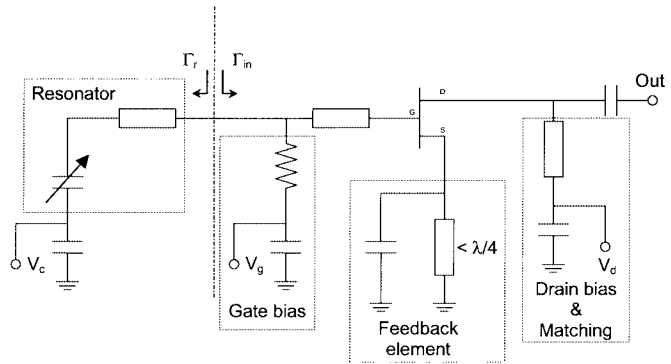 Γr
Γin
Resonator
Out
D
G
S
Vc
Vg
< λ/4
Vd
Gate bias
Drain bias
&
Matching
Feedback
element